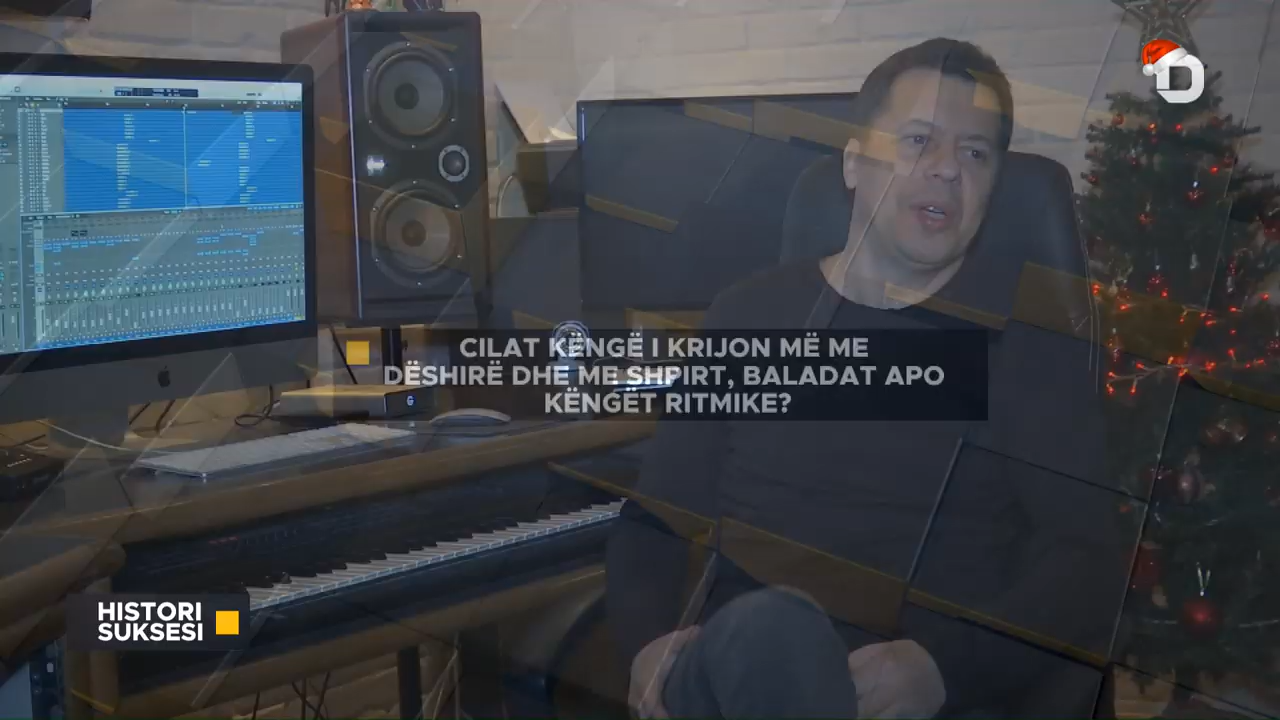 D
CILAT KËNGË I KRIJON MË ME
DËSHIRË DHE ME SHPIRT, BALADAT APO
KËNGËT RITMIKE?
HISTORI
SUKSESI